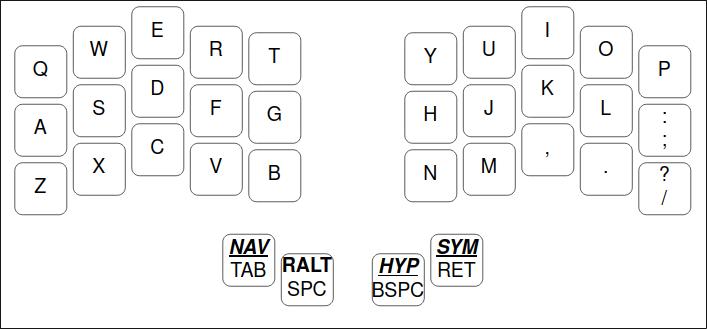 Q W E R T Y U I O P
A S D F G H J K L :
;
Z X C V B N M , . ?
/
NAV SYM
TAB RALT HYP RET
SPC BSPC